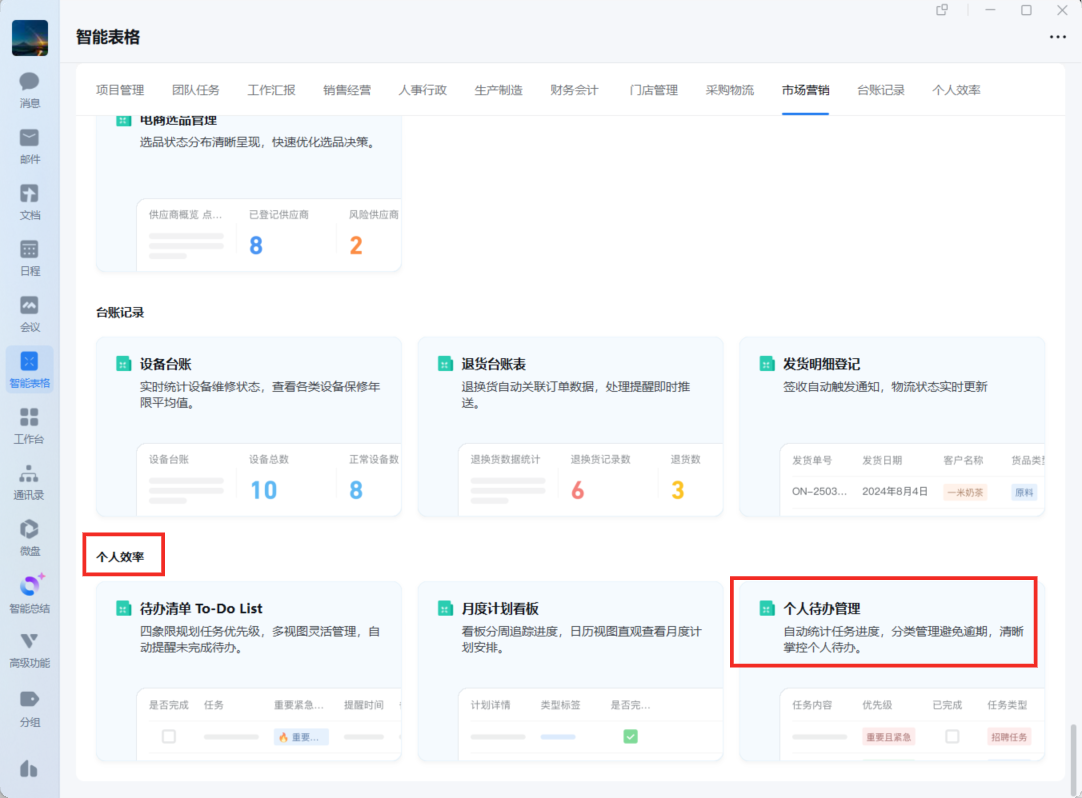 智能表格
消息
邮件
文档
日程
会议
智能表格
工作台
通讯录
微盘
智能总结
高级功能
分组
项目管理 团队任务 工作汇报 销售经营 人事行政 生产制造 财务会计 门店管理 采购物流 市场营销 台账记录 个人效率
电商选品管理
选品状态分布清晰呈现，快速优化选品决策。
供应商概览 点... 已登记供应商 风险供应商
8 2
台账记录
设备台账
实时统计设备维修状态，查看各类设备保修年
限平均值。
设备台账 设备总数 正常设备数
10 8
退货台账表
退换货自动关联订单数据，处理提醒即时推
送。
退换货数据统计 退换货记录数 退货数
6 3
发货明细登记
签收自动触发通知，物流状态实时更新
发货单号 发货日期 客户名称 货品类型
ON-2503... 2024年8月4日 一米奶茶 原料
个人效率
待办清单 To-Do List
四象限规划任务优先级，多视图灵活管理，自
动提醒未完成待办。
是否完成 任务 重要紧急... 提醒时间
🔥 重要...
月度计划看板
看板分周追踪进度，日历视图直观查看月度计
划安排。
计划详情 类型标签 是否完...
个人待办管理
自动统计任务进度，分类管理避免逾期，清晰
掌控个人待办。
任务内容 优先级 已完成 任务类型
重要且紧急 招聘任务